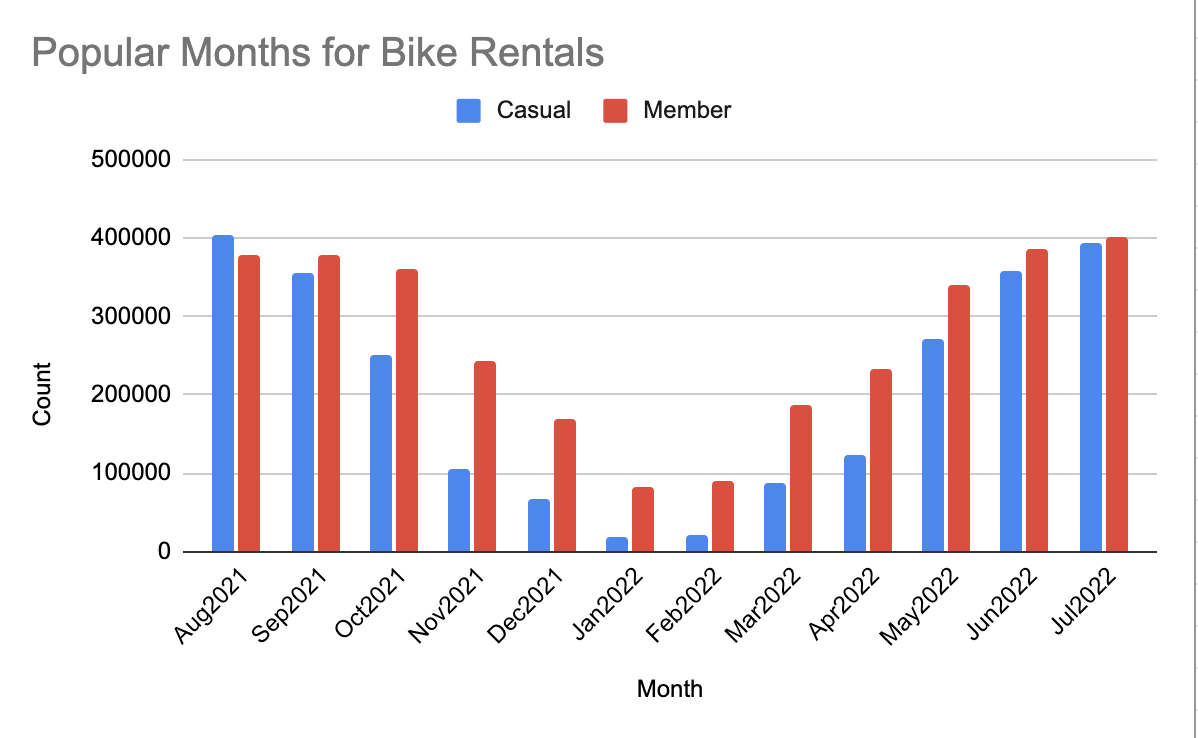 Popular Months for Bike Rentals
Casual Member
500000
400000
300000
200000
100000
0
Count
Aug2021 Sep2021 Oct2021 Nov2021 Dec2021 Jan2022 Feb2022 Mar2022 Apr2022 May2022 Jun2022 Jul2022
Month